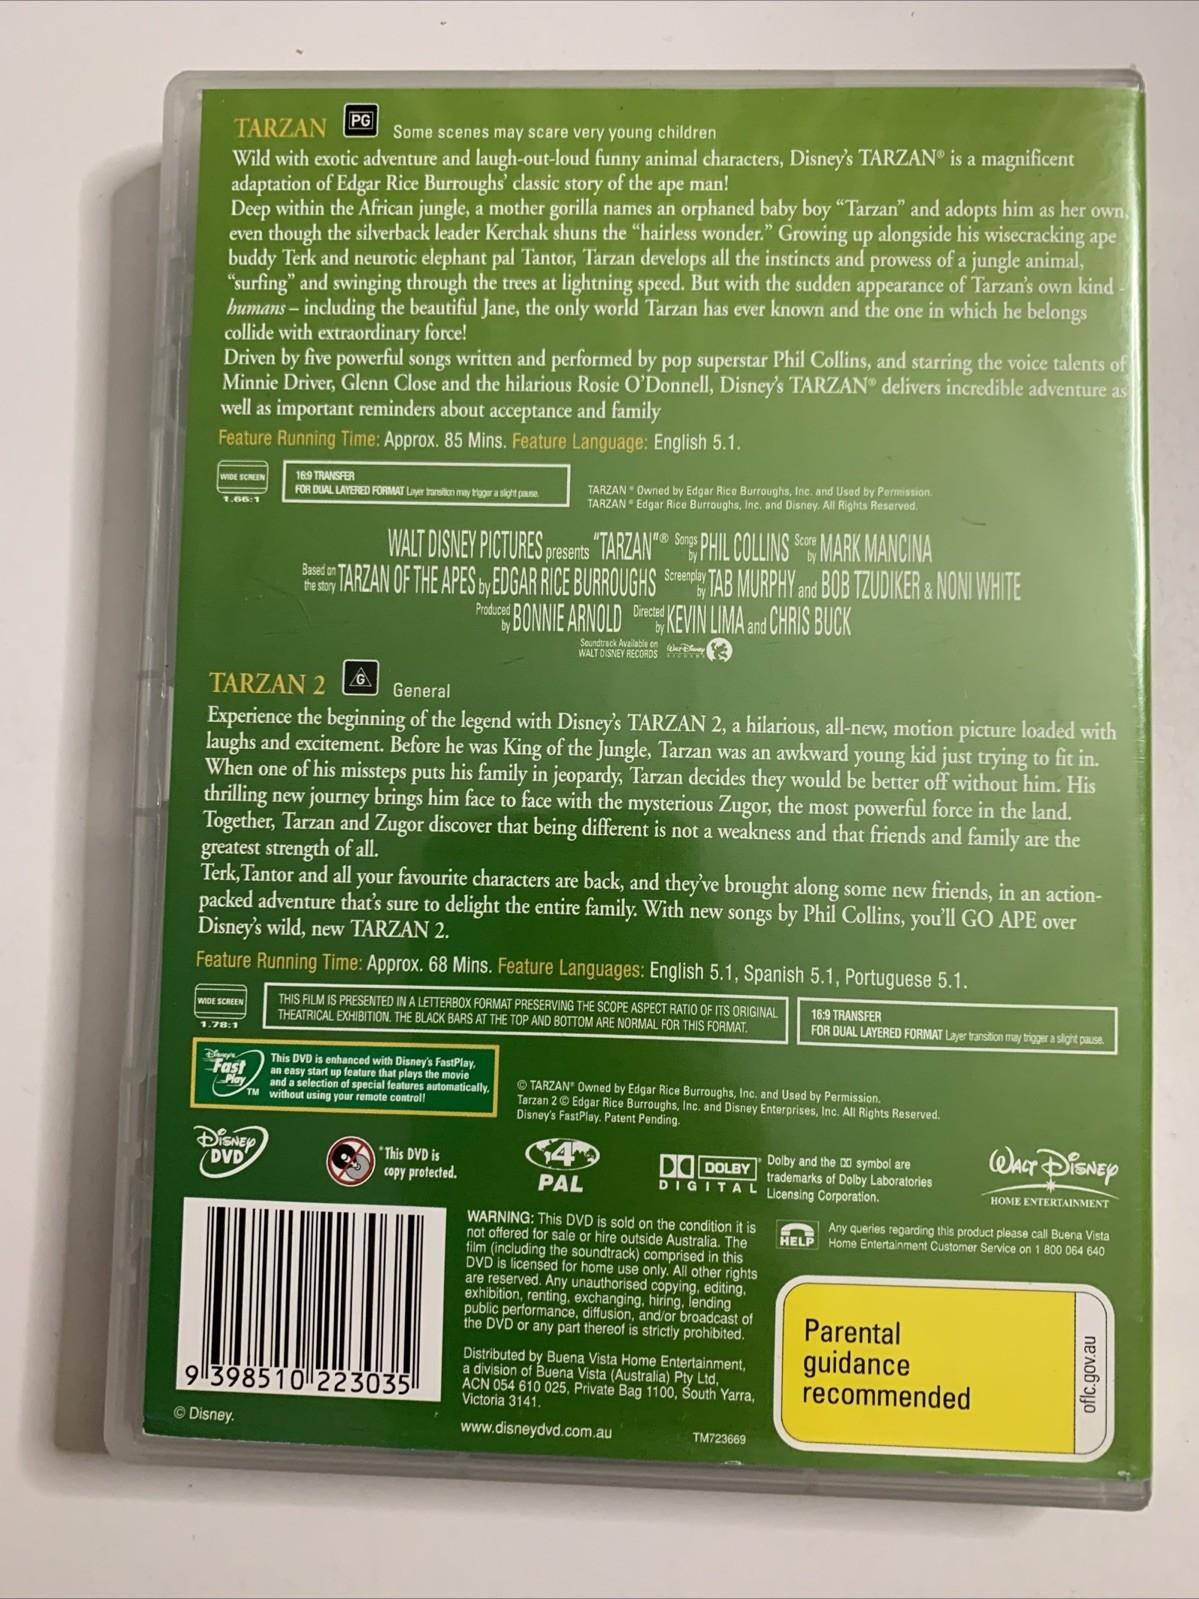 TARZAN PG Some scenes may scare very young children
Wild with exotic adventure and laugh-out-loud funny animal characters, Disney's TARZAN® is a magnificent
adaptation of Edgar Rice Burroughs' classic story of the ape man!
Deep within the African jungle, a mother gorilla names an orphaned baby boy “Tarzan” and adopts him as her own,
even though the silverback leader Kerchak shuns the “hairless wonder.” Growing up alongside his wisecracking ape
buddy Terk and neurotic elephant pal Tantor, Tarzan develops all the instincts and prowess of a jungle animal,
“surfing” and swinging through the trees at lightning speed. But with the sudden appearance of Tarzan's own kind -
humans – including the beautiful Jane, the only world Tarzan has ever known and the one in which he belongs
collide with extraordinary force!
Driven by five powerful songs written and performed by pop superstar Phil Collins, and starring the voice talents of
Minnie Driver, Glenn Close and the hilarious Rosie O'Donnell, Disney's TARZAN® delivers incredible adventure as
well as important reminders about acceptance and family
Feature Running Time: Approx. 85 Mins. Feature Language: English 5.1.
WIDE SCREEN
1.66:1
16:9 TRANSFER
FOR DUAL LAYERED FORMAT Layer transition may trigger a slight pause.
TARZAN ® Owned by Edgar Rice Burroughs, Inc. and Used by Permission.
TARZAN ® Edgar Rice Burroughs, Inc. and Disney. All Rights Reserved.
WALT DISNEY PICTURES presents "TARZAN"® Songs by PHIL COLLINS Score by MARK MANCINA
Based on the story TARZAN OF THE APES by EDGAR RICE BURROUGHS Screenplay by TAB MURPHY and BOB TZUDIKER & NONI WHITE
Produced by BONNIE ARNOLD Directed by KEVIN LIMA and CHRIS BUCK
Soundtrack Available on
WALT DISNEY RECORDS Walt Disney RECORDS
TARZAN 2 G General
Experience the beginning of the legend with Disney's TARZAN 2, a hilarious, all-new, motion picture loaded with
laughs and excitement. Before he was King of the Jungle, Tarzan was an awkward young kid just trying to fit in.
When one of his missteps puts his family in jeopardy, Tarzan decides they would be better off without him. His
thrilling new journey brings him face to face with the mysterious Zugor, the most powerful force in the land.
Together, Tarzan and Zugor discover that being different is not a weakness and that friends and family are the
greatest strength of all.
Terk,Tantor and all your favourite characters are back, and they've brought along some new friends, in an action-
packed adventure that's sure to delight the entire family. With new songs by Phil Collins, you'll GO APE over
Disney's wild, new TARZAN 2.
Feature Running Time: Approx. 68 Mins. Feature Languages: English 5.1, Spanish 5.1, Portuguese 5.1.
WIDE SCREEN
1.78:1
THIS FILM IS PRESENTED IN A LETTERBOX FORMAT PRESERVING THE SCOPE ASPECT RATIO OF ITS ORIGINAL
THEATRICAL EXHIBITION. THE BLACK BARS AT THE TOP AND BOTTOM ARE NORMAL FOR THIS FORMAT.
16:9 TRANSFER
FOR DUAL LAYERED FORMAT Layer transition may trigger a slight pause.
Disney's
Fast
Play
TM
This DVD is enhanced with Disney's FastPlay,
an easy start up feature that plays the movie
and a selection of special features automatically,
without using your remote control!
© TARZAN® Owned by Edgar Rice Burroughs, Inc. and Used by Permission.
Tarzan 2 © Edgar Rice Burroughs, Inc. and Disney Enterprises, Inc. All Rights Reserved.
Disney's FastPlay. Patent Pending.
Disney
DVD
*This DVD is
copy protected.
4
PAL
DOLBY
DIGITAL
Dolby and the DD symbol are
trademarks of Dolby Laboratories
Licensing Corporation.
Walt Disney
HOME ENTERTAINMENT
9 398510 223035
© Disney.
WARNING: This DVD is sold on the condition it is
not offered for sale or hire outside Australia. The
film (including the soundtrack) comprised in this
DVD is licensed for home use only. All other rights
are reserved. Any unauthorised copying, editing,
exhibition, renting, exchanging, hiring, lending
public performance, diffusion, and/or broadcast of
the DVD or any part thereof is strictly prohibited.
Distributed by Buena Vista Home Entertainment,
a division of Buena Vista (Australia) Pty Ltd,
ACN 054 610 025, Private Bag 1100, South Yarra,
Victoria 3141.
www.disneydvd.com.au
TM723669
HELP
Any queries regarding this product please call Buena Vista
Home Entertainment Customer Service on 1 800 064 640
Parental
guidance
recommended
oflc.gov.au